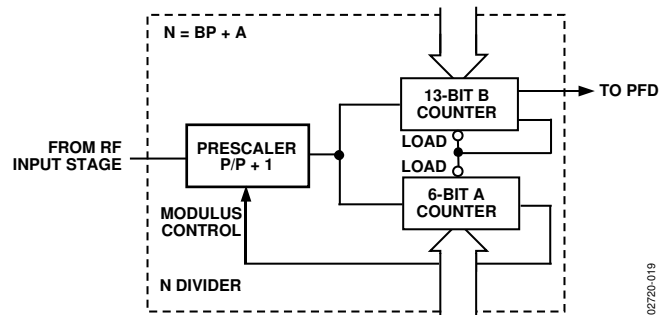 N = BP + A
13-BIT B
COUNTER
TO PFD
FROM RF
INPUT STAGE
PRESCALER
P/P + 1
LOAD
LOAD
6-BIT A
COUNTER
MODULUS
CONTROL
N DIVIDER
02720-019